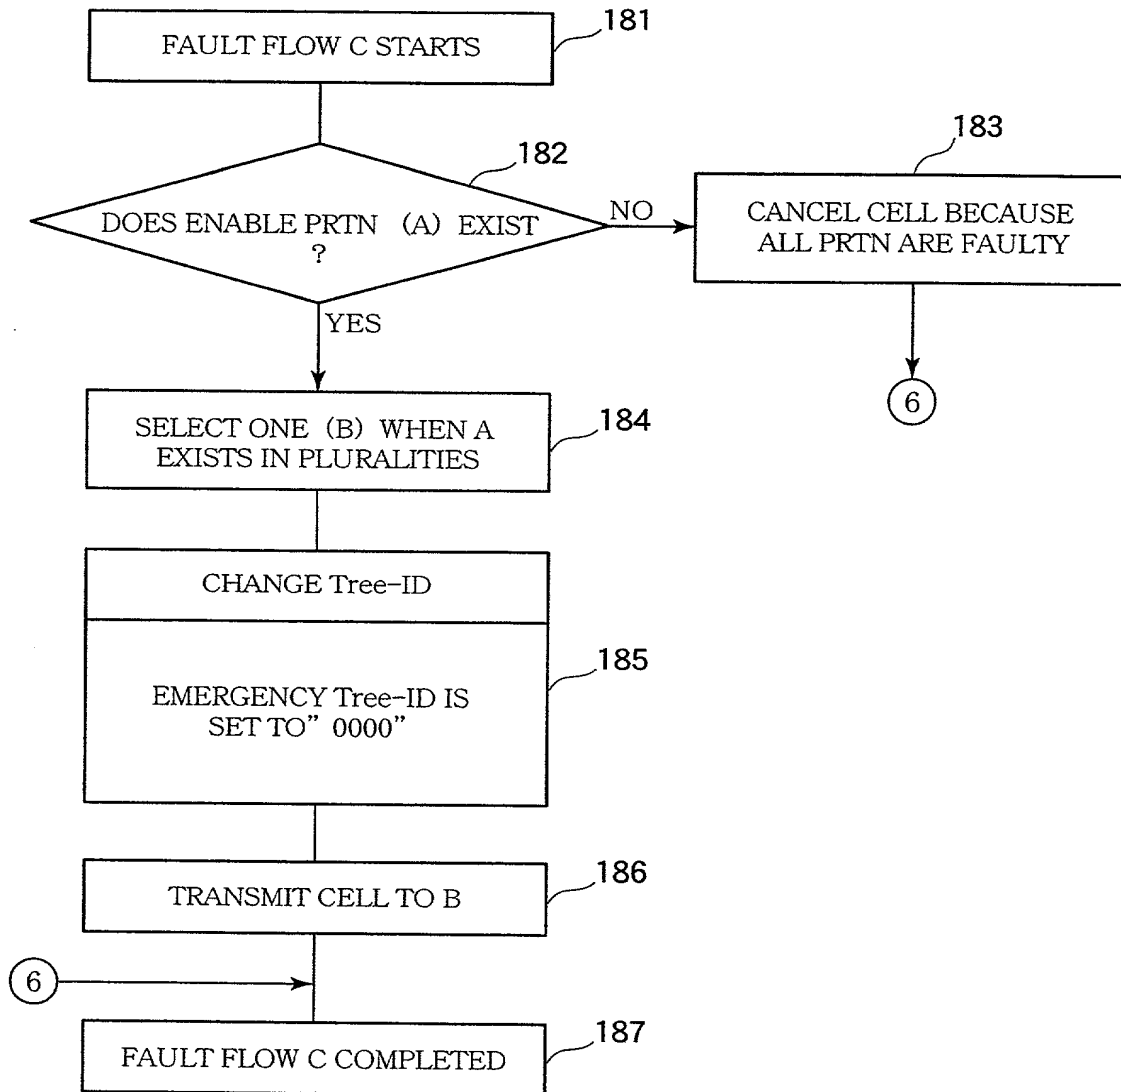 FAULT FLOW C STARTS
181
182
DOES ENABLE PRTN (A) EXIST
?
NO
183
CANCEL CELL BECAUSE
ALL PRTN ARE FAULTY
6
YES
SELECT ONE (B) WHEN A
EXISTS IN PLURALITIES
184
CHANGE Tree-ID
EMERGENCY Tree-ID IS
SET TO" 0000"
185
TRANSMIT CELL TO B
186
6
FAULT FLOW C COMPLETED
187